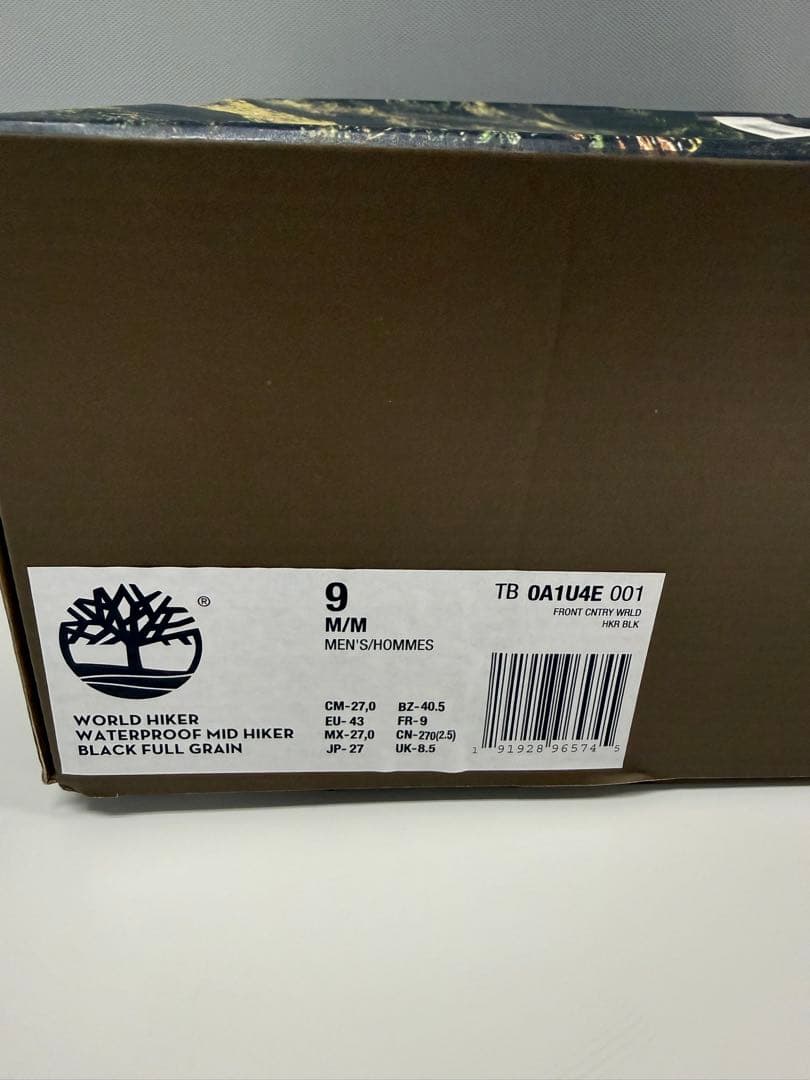 ®
9
M/M
MEN'S/HOMMES
TB 0A1U4E 001
FRONT CNTRY WRLD
HKR BLK
WORLD HIKER
WATERPROOF MID HIKER
BLACK FULL GRAIN
CM-27,0 BZ-40.5
EU-43 FR-9
MX-27,0 CN-270(2.5)
JP-27 UK-8.5
1 91928 96574 5